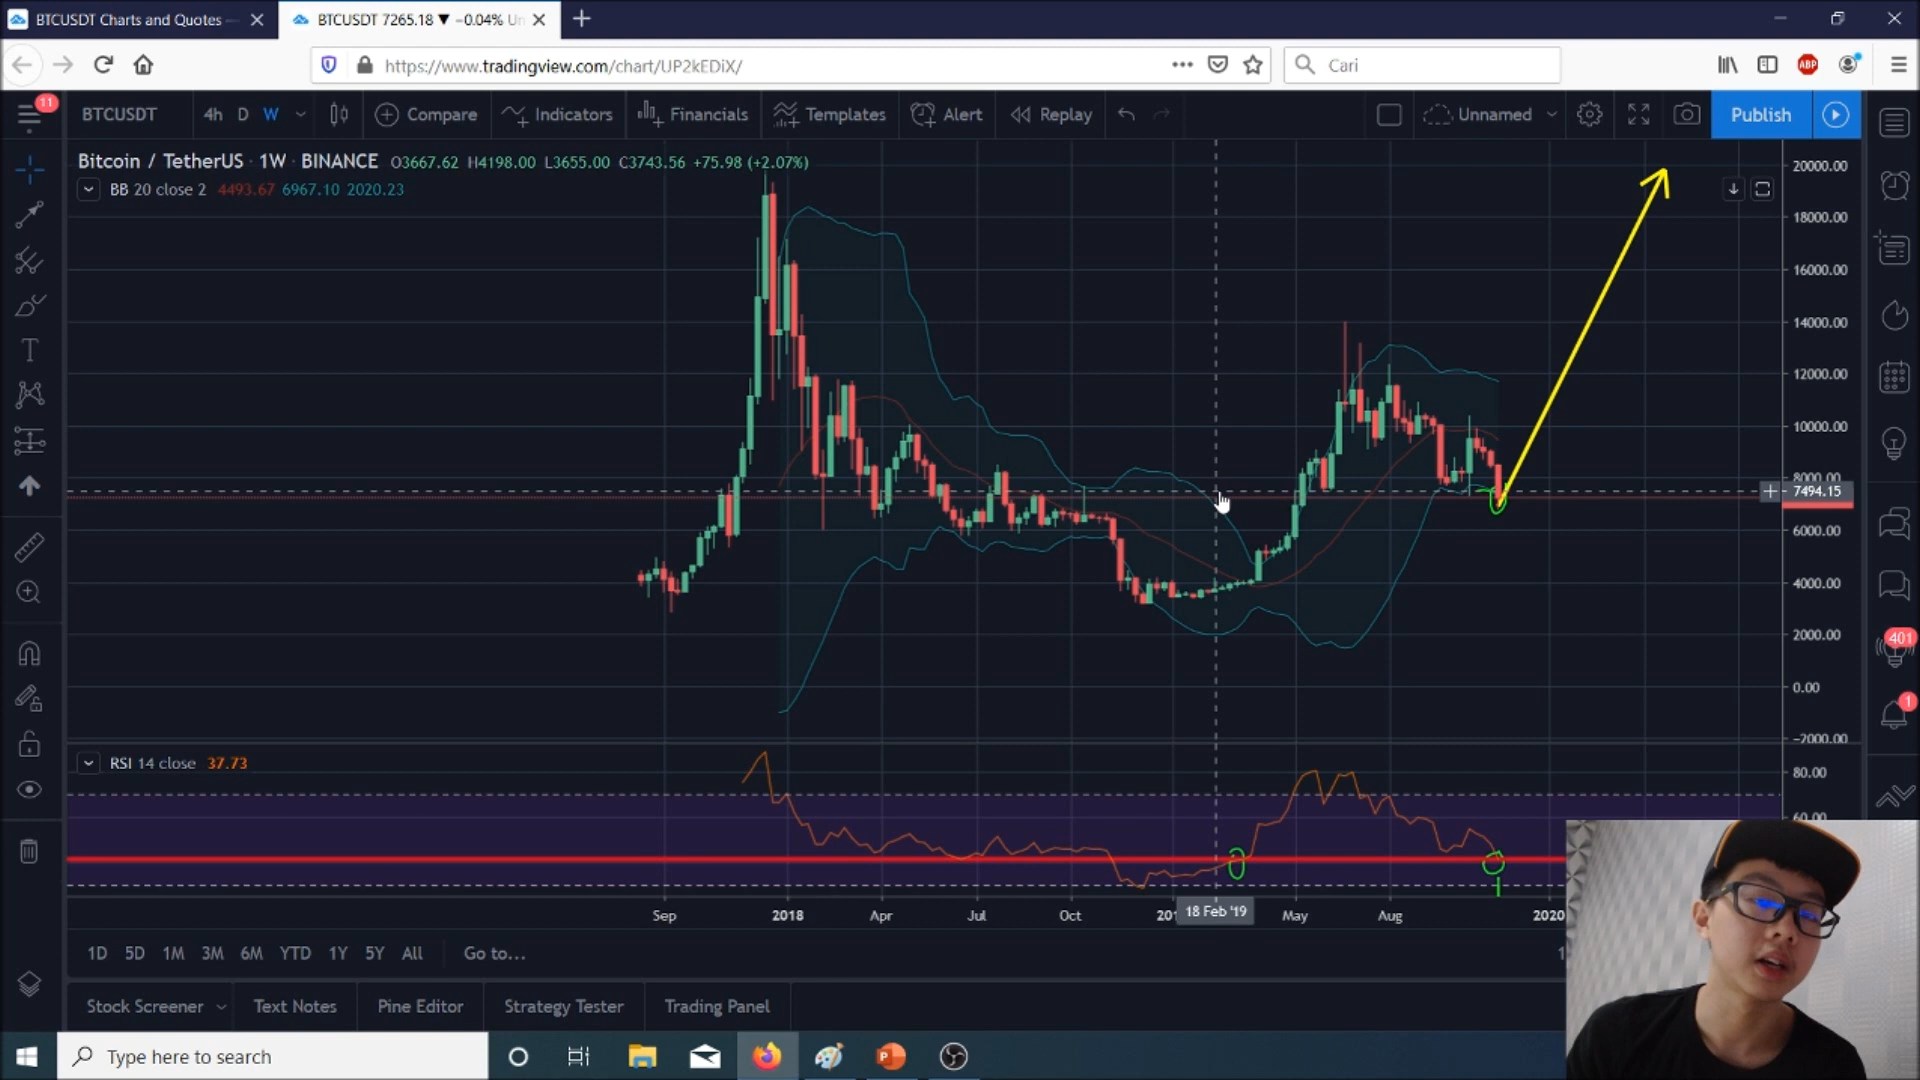 BTCUSDT Charts and Quotes
BTCUSDT 7265.18 ▼ −0.04% Un
https://www.tradingview.com/chart/UP2kEDiX/
Cari
ABP
11
BTCUSDT 4h D W Compare Indicators Financials Templates Alert Replay Unnamed Publish
Bitcoin / TetherUS · 1W · BINANCE O3667.62 H4198.00 L3655.00 C3743.56 +75.98 (+2.07%)
BB 20 close 2 4493.67 6967.10 2020.23
20000.00
18000.00
16000.00
14000.00
12000.00
10000.00
8000.00
7494.15
6000.00
4000.00
2000.00
0.00
−2000.00
401
1
RSI 14 close 37.73
80.00
60.00
Sep 2018 Apr Jul Oct 201 18 Feb '19 May Aug 2020
1D 5D 1M 3M 6M YTD 1Y 5Y All Go to...
Stock Screener Text Notes Pine Editor Strategy Tester Trading Panel
Type here to search